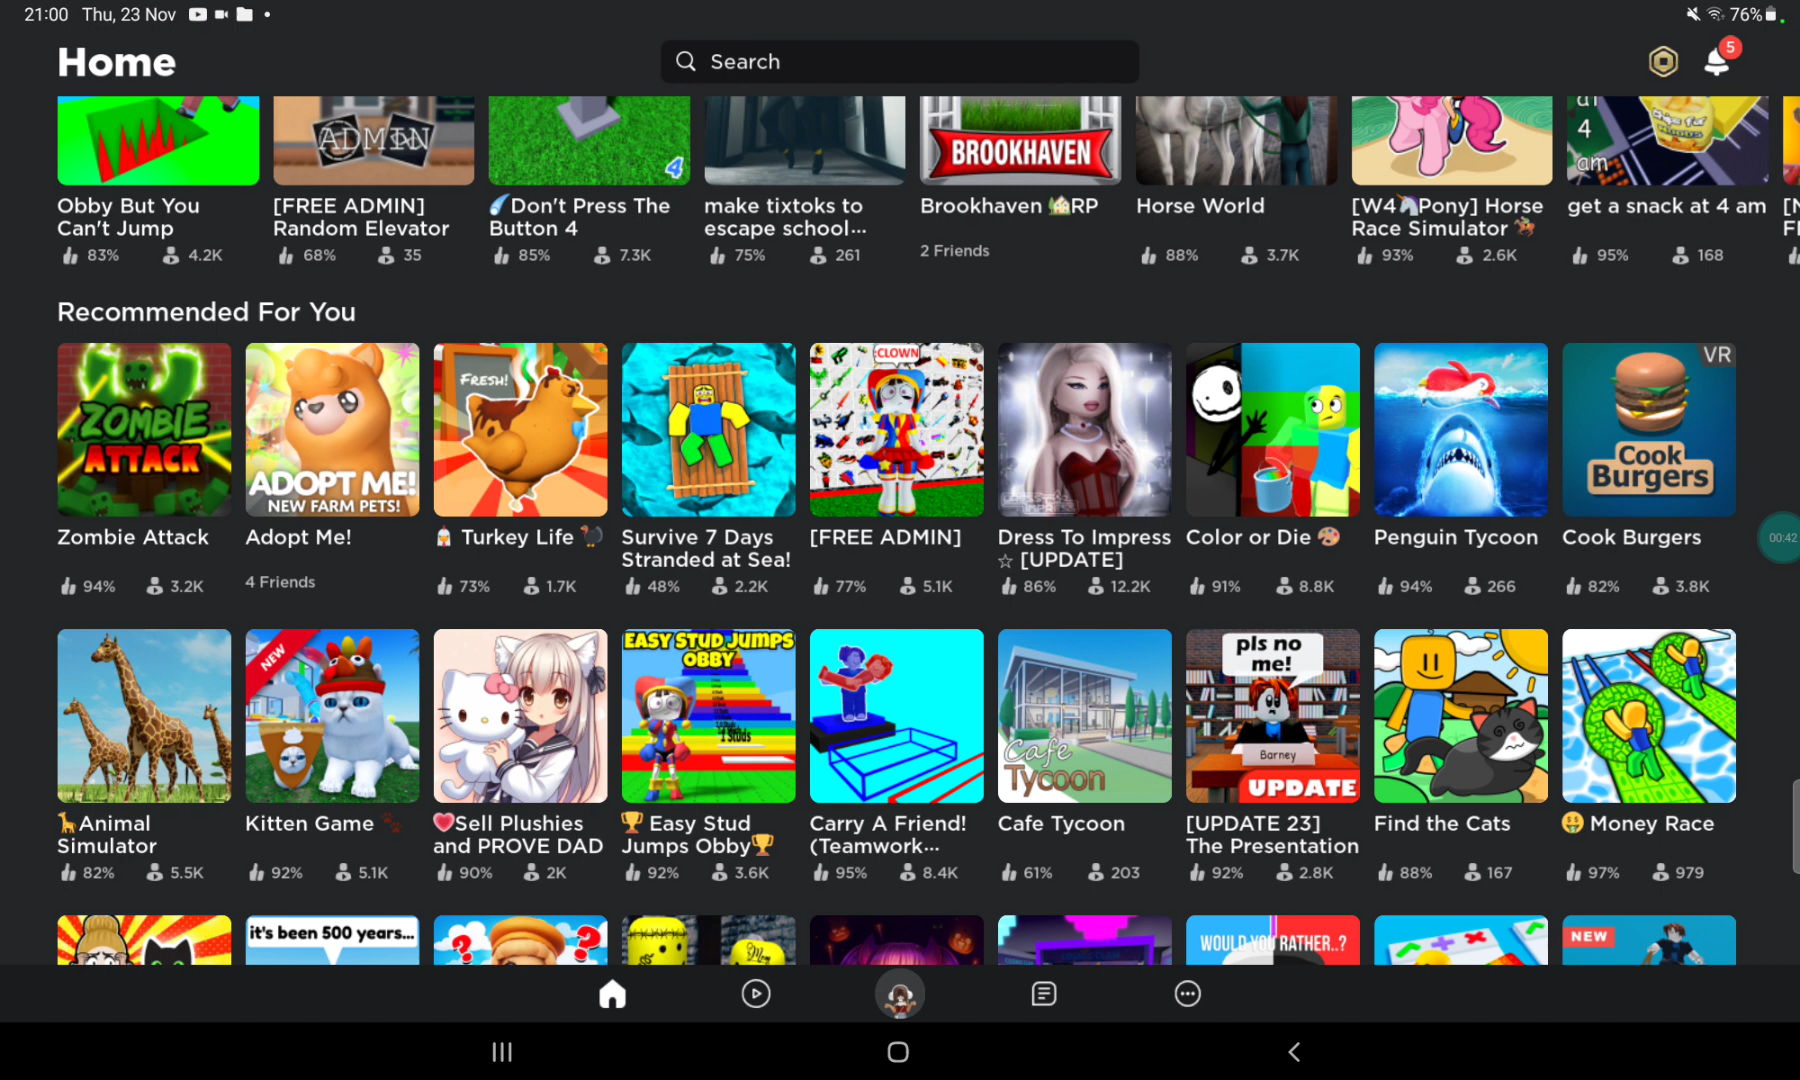 21:00 Thu, 23 Nov
76%
Home
Search
5
ADMIN
4
BROOKHAVEN
4
am
Obby But You
Can't Jump
83% 4.2K
[FREE ADMIN]
Random Elevator
68% 35
Don't Press The
Button 4
85% 7.3K
make tixtoks to
escape school...
75% 261
Brookhaven RP
2 Friends
Horse World
88% 3.7K
[W4 Pony] Horse
Race Simulator
93% 2.6K
get a snack at 4 am
95% 168
Recommended For You
ZOMBIE
ATTACK
ADOPT ME!
NEW FARM PETS!
FRESH!
CLOWN
VR
Cook
Burgers
Zombie Attack
94% 3.2K
Adopt Me!
4 Friends
Turkey Life
73% 1.7K
Survive 7 Days
Stranded at Sea!
48% 2.2K
[FREE ADMIN]
77% 5.1K
Dress To Impress
☆ [UPDATE]
86% 12.2K
Color or Die
91% 8.8K
Penguin Tycoon
94% 266
Cook Burgers
82% 3.8K
00:42
NEW
EASY STUD JUMPS
OBBY
1 Studs
Cafe
Tycoon
pls no
me!
Barney
UPDATE
Animal
Simulator
82% 5.5K
Kitten Game
92% 5.1K
Sell Plushies
and PROVE DAD
90% 2K
Easy Stud
Jumps Obby
92% 3.6K
Carry A Friend!
(Teamwork...
95% 8.4K
Cafe Tycoon
61% 203
[UPDATE 23]
The Presentation
92% 2.8K
Find the Cats
88% 167
Money Race
97% 979
it's been 500 years...
WOULD YOU RATHER..?
NEW